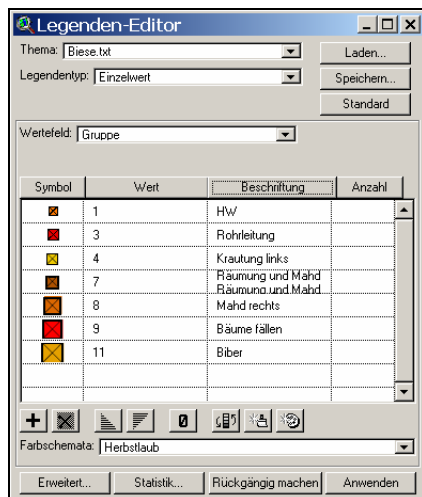 Legenden-Editor
Thema: Biese.txt
Laden...
Legendentyp: Einzelwert
Speichern...
Standard
Wertefeld: Gruppe
Symbol Wert Beschriftung Anzahl
1 HW
3 Rohrleitung
4 Krautung links
7 Räumung und Mahd
Räumung und Mahd
8 Mahd rechts
9 Bäume fällen
11 Biber
Farbschemata: Herbstlaub
Erweitert... Statistik... Rückgängig machen Anwenden